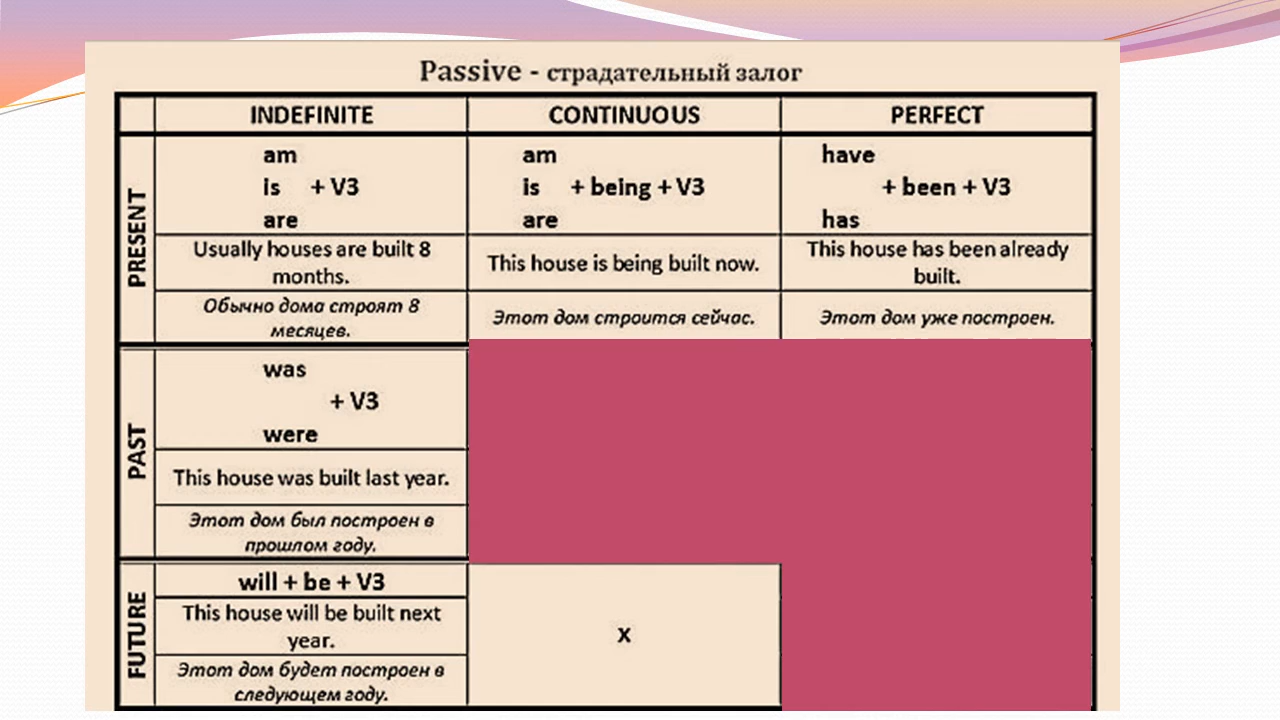 Passive - страдательный залог
INDEFINITE CONTINUOUS PERFECT
PRESENT
am
is + V3
are
am
is + being + V3
are
have
+ been + V3
has
Usually houses are built 8
months.
This house is being built now.
This house has been already
built.
Обычно дома строят 8
месяцев.
Этот дом строится сейчас.
Этот дом уже построен.
PAST
was
+ V3
were
This house was built last year.
Этот дом был построен в
прошлом году.
FUTURE
will + be + V3
This house will be built next
year.
Этот дом будет построен в
следующем году.
x